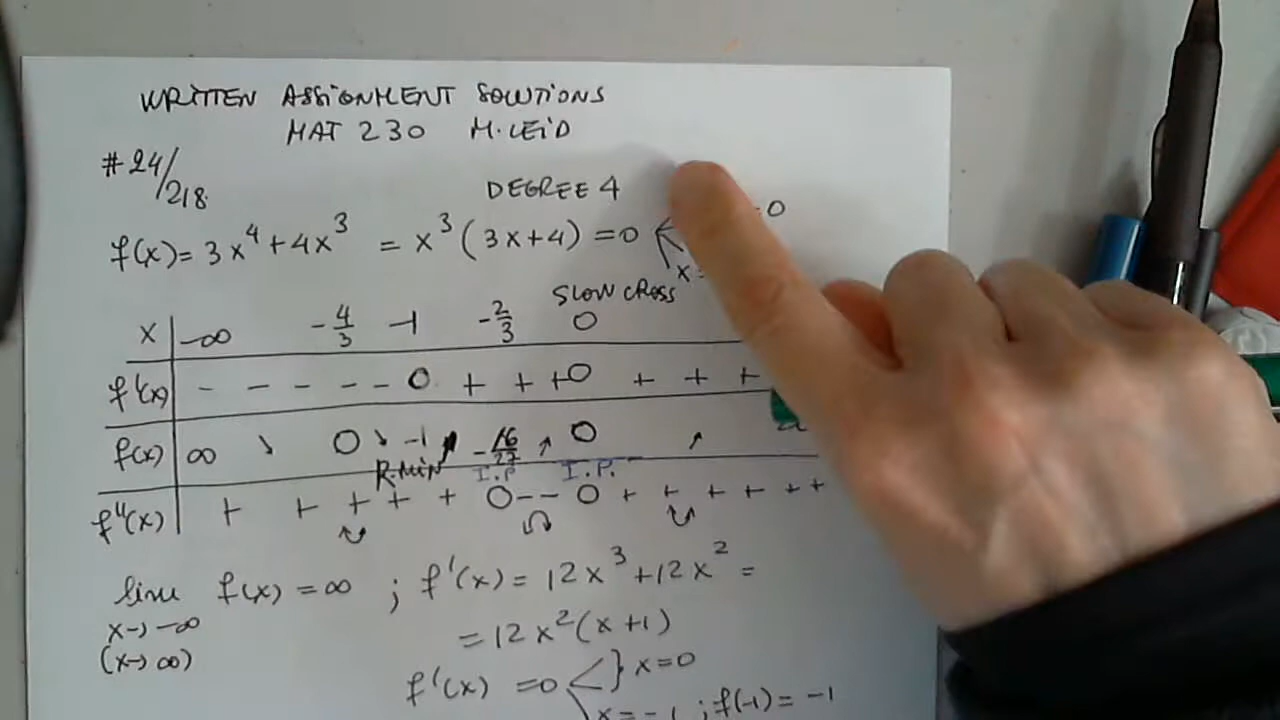 WRITTEN ASSIGNMENT SOLUTIONS
MAT 230 M. LEID
#24/218
DEGREE 4
f(x) = 3x⁴ + 4x³ = x³(3x+4) = 0 < 0
x =
SLOW CROSS
x | -∞ -4/3 -1 -2/3 0
f'(x) | - - - - - 0 + + + 0 + + +
f(x) | ∞ ↘ 0 ↘ -1 ↗ -16/27 ↗ 0 ↗
R.MIN I.P I.P.
f"(x) | + + + + + 0 - - 0 + + + + + +
lim f(x) = ∞ ; f'(x) = 12x³ + 12x² =
x→-∞
(x→∞)
= 12x²(x+1)
f'(x) = 0 < } x=0
x = -1 ; f(-1) = -1